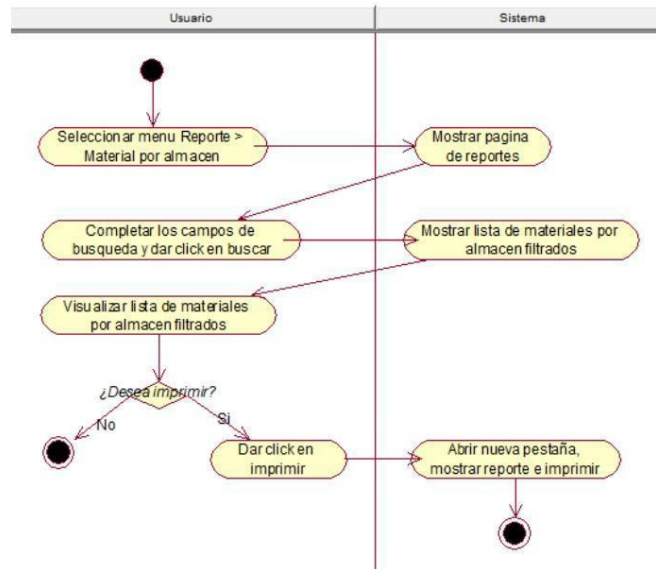 Usuario
Sistema
Seleccionar menu Reporte >
Material por almacen
Mostrar pagina
de reportes
Completar los campos de
busqueda y dar click en buscar
Mostrar lista de materiales por
almacen filtrados
Visualizar lista de materiales
por almacen filtrados
¿Desea imprimir?
No
Si
Dar click en
imprimir
Abrir nueva pestaña,
mostrar reporte e imprimir